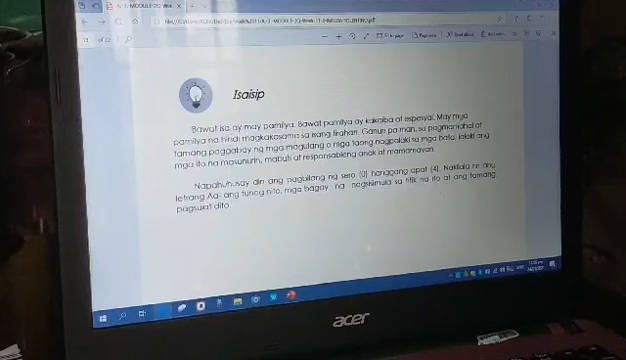 Isaisip
Bawat isa ay may pamilya. Bawat pamilya ay kakaiba at espesyal. May mga
pamilya na hindi magkakasama sa isang tirahan. Ganun pa man, sa pagmamahal at
tamang paggabay ng mga magulang o mga taong nagpalaki sa mga bata, lalaki ang
mga ito na masunurin, mabuti at responsableng anak at mamamayan.
Napahuhusay din ang pagbilang ng sero (0) hanggang apat (4). Nakilala re ang
letrang Aa- ang tunog nito, mga bagay na nagsisimula sa titik na ito at ang tamang
pagsulat dito.
acer